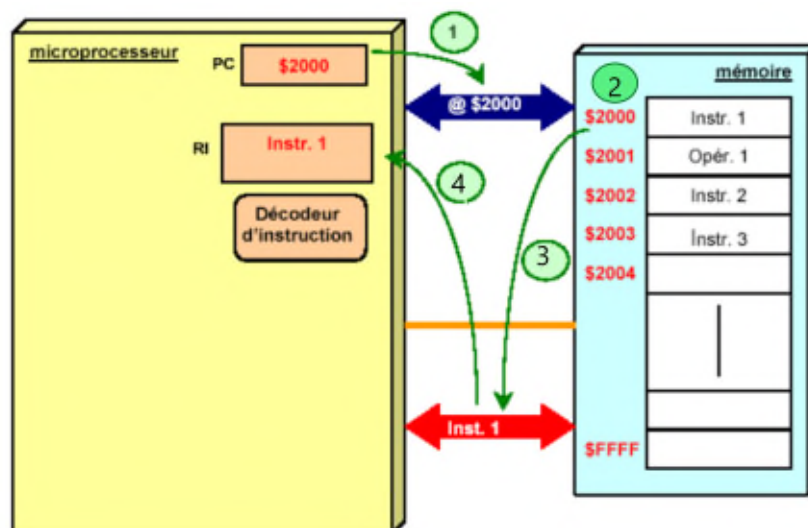 microprocesseur
PC
$2000
1
@ $2000
RI
Instr. 1
4
Décodeur
d'instruction
3
Inst. 1
mémoire
2
$2000
Instr. 1
$2001
Opér. 1
$2002
Instr. 2
$2003
Instr. 3
$2004
$FFFF